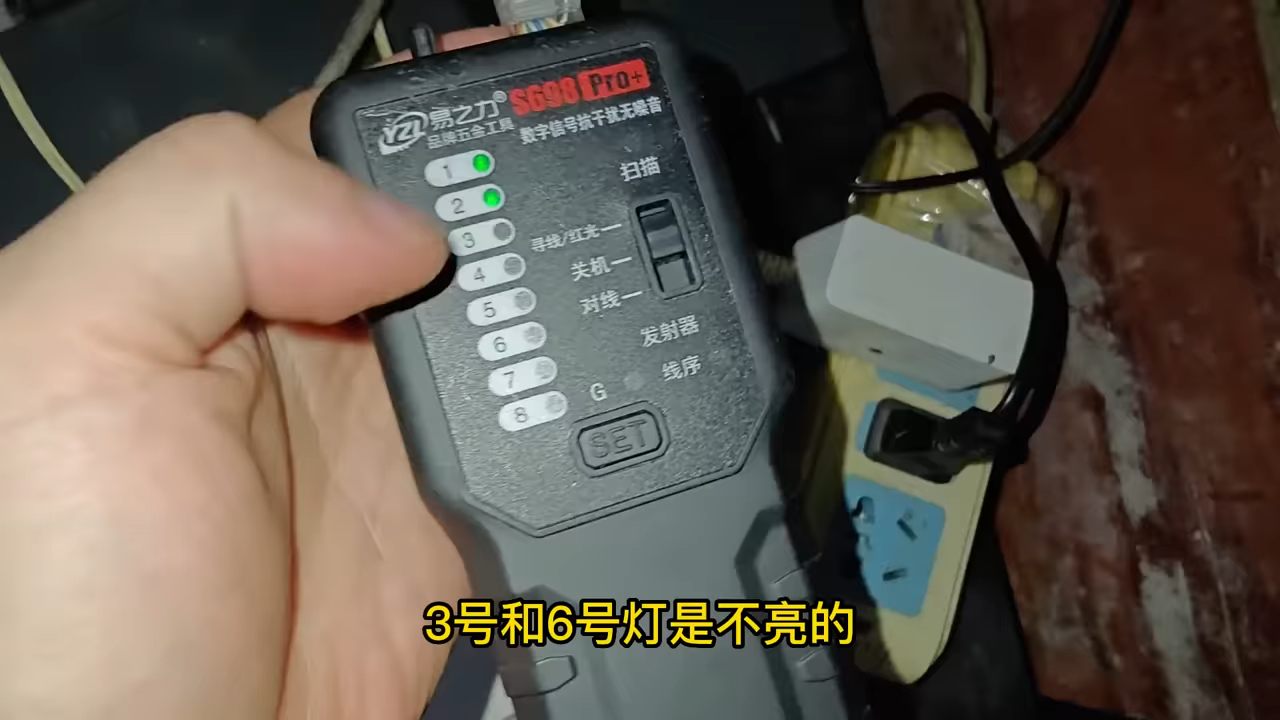 YZL 易之力® S698 Pro+
品牌五金工具 数字信号抗干扰无噪音
1
2
3
4
5
6
7
8
扫描
寻线/红光
关机
对线
发射器
线序
G
SET
3号和6号灯是不亮的